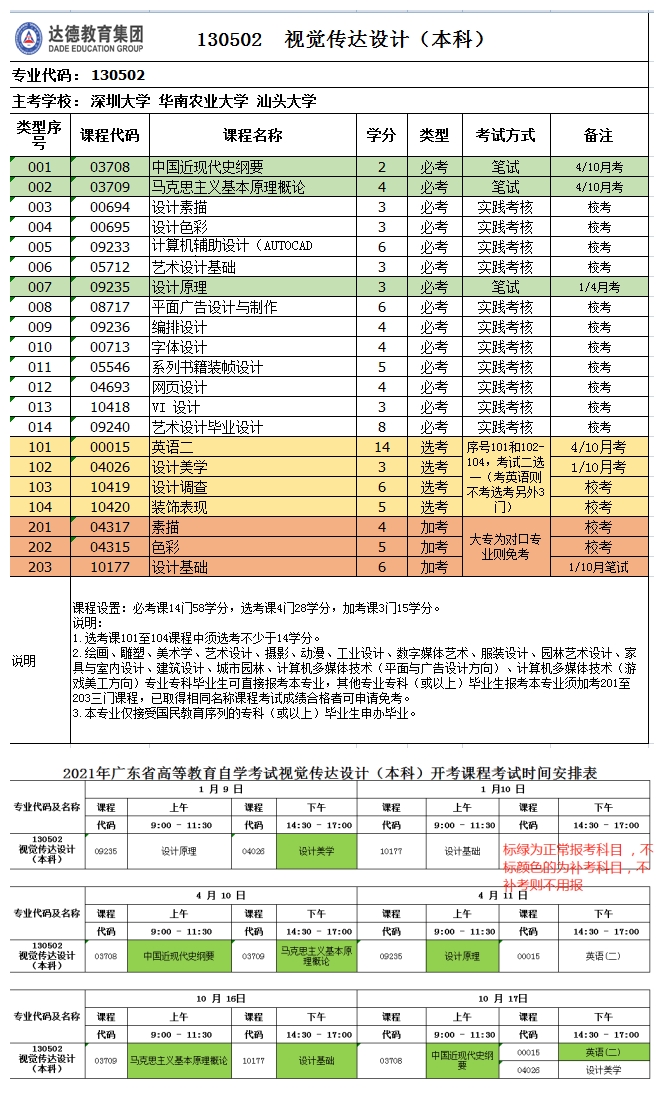 达德教育集团
DADE EDUCATION GROUP
130502 视觉传达设计（本科）
专业代码： 130502
主考学校： 深圳大学 华南农业大学 汕头大学
类型序号 课程代码 课程名称 学分 类型 考试方式 备注
001 03708 中国近现代史纲要 2 必考 笔试 4/10月考
002 03709 马克思主义基本原理概论 4 必考 笔试 4/10月考
003 00694 设计素描 3 必考 实践考核 校考
004 00695 设计色彩 3 必考 实践考核 校考
005 09233 计算机辅助设计（AUTOCAD 6 必考 实践考核 校考
006 05712 艺术设计基础 3 必考 实践考核 校考
007 09235 设计原理 3 必考 笔试 1/4月考
008 08717 平面广告设计与制作 6 必考 实践考核 校考
009 09236 编排设计 4 必考 实践考核 校考
010 00713 字体设计 4 必考 实践考核 校考
011 05546 系列书籍装帧设计 5 必考 实践考核 校考
012 04693 网页设计 4 必考 实践考核 校考
013 10418 VI 设计 3 必考 实践考核 校考
014 09240 艺术设计毕业设计 8 必考 实践考核 校考
101 00015 英语二 14 选考 4/10月考
102 04026 设计美学 3 选考 1/10月考
103 10419 设计调查 6 选考 校考
104 10420 装饰表现 5 选考 校考
序号101和102-
104，考试二选
一（考英语则
不考选考另外3
门）
201 04317 素描 4 加考 校考
202 04315 色彩 5 加考 校考
203 10177 设计基础 6 加考 1/10月笔试
大专为对口专
业则免考
说明
课程设置：必考课14门58学分，选考课4门28学分，加考课3门15学分。
说明：
1.选考课101至104课程中须选考不少于14学分。
2.绘画、雕塑、美术学、艺术设计、摄影、动漫、工业设计、数字媒体艺术、服装设计、园林艺术设计、家
具与室内设计、建筑设计、城市园林、计算机多媒体技术（平面与广告设计方向）、计算机多媒体技术（游
戏美工方向）专业专科毕业生可直接报考本专业，其他专业专科（或以上）毕业生报考本专业须加考201至
203三门课程，已取得相同名称课程考试成绩合格者可申请免考。
3.本专业仅接受国民教育序列的专科（或以上）毕业生申办毕业。
2021年广东省高等教育自学考试视觉传达设计（本科）开考课程考试时间安排表
专业代码及名称 1 月 9 日 1 月10 日
课程 上午 课程 下午 课程 上午 课程 下午
代码 9:00 - 11:30 代码 14:30 - 17:00 代码 9:00 - 11:30 代码 14:30 - 17:00
130502
视觉传达设计
（本科）
09235 设计原理 04026 设计美学 10177 设计基础
标绿为正常报考科目，不
标颜色的为补考科目，不
补考则不用报
专业代码及名称 4 月 10 日 4 月 11 日
课程 上午 课程 下午 课程 上午 课程 下午
代码 9:00 - 11:30 代码 14:30 - 17:00 代码 9:00 - 11:30 代码 14:30 - 17:00
130502
视觉传达设计
（本科）
03708 中国近现代史纲要 03709 马克思主义基本原理概论 09235 设计原理 00015 英语(二)
专业代码及名称 10 月 16日 10 月 17日
课程 上午 课程 下午 课程 上午 课程 下午
代码 9:00 - 11:30 代码 14:30 - 17:00 代码 9:00 - 11:30 代码 14:30 - 17:00
130502
视觉传达设计
（本科）
03709 马克思主义基本原理概论 10177 设计基础 03708 中国近现代史纲要 00015 英语(二)
04026 设计美学